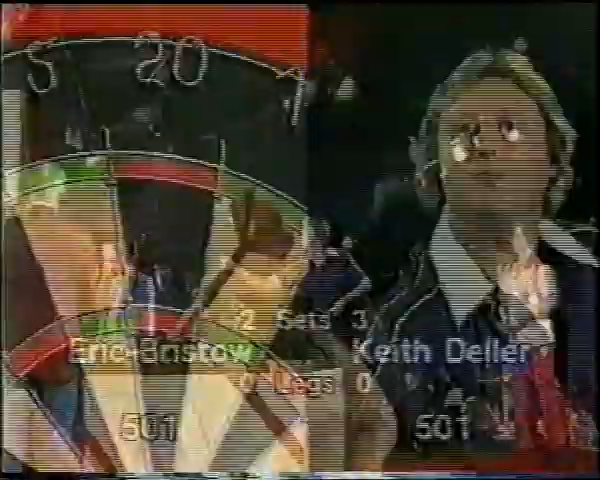 5 20 1
2 Sets 3
Eric Bristow Keith Deller
0 Legs 0
501 501